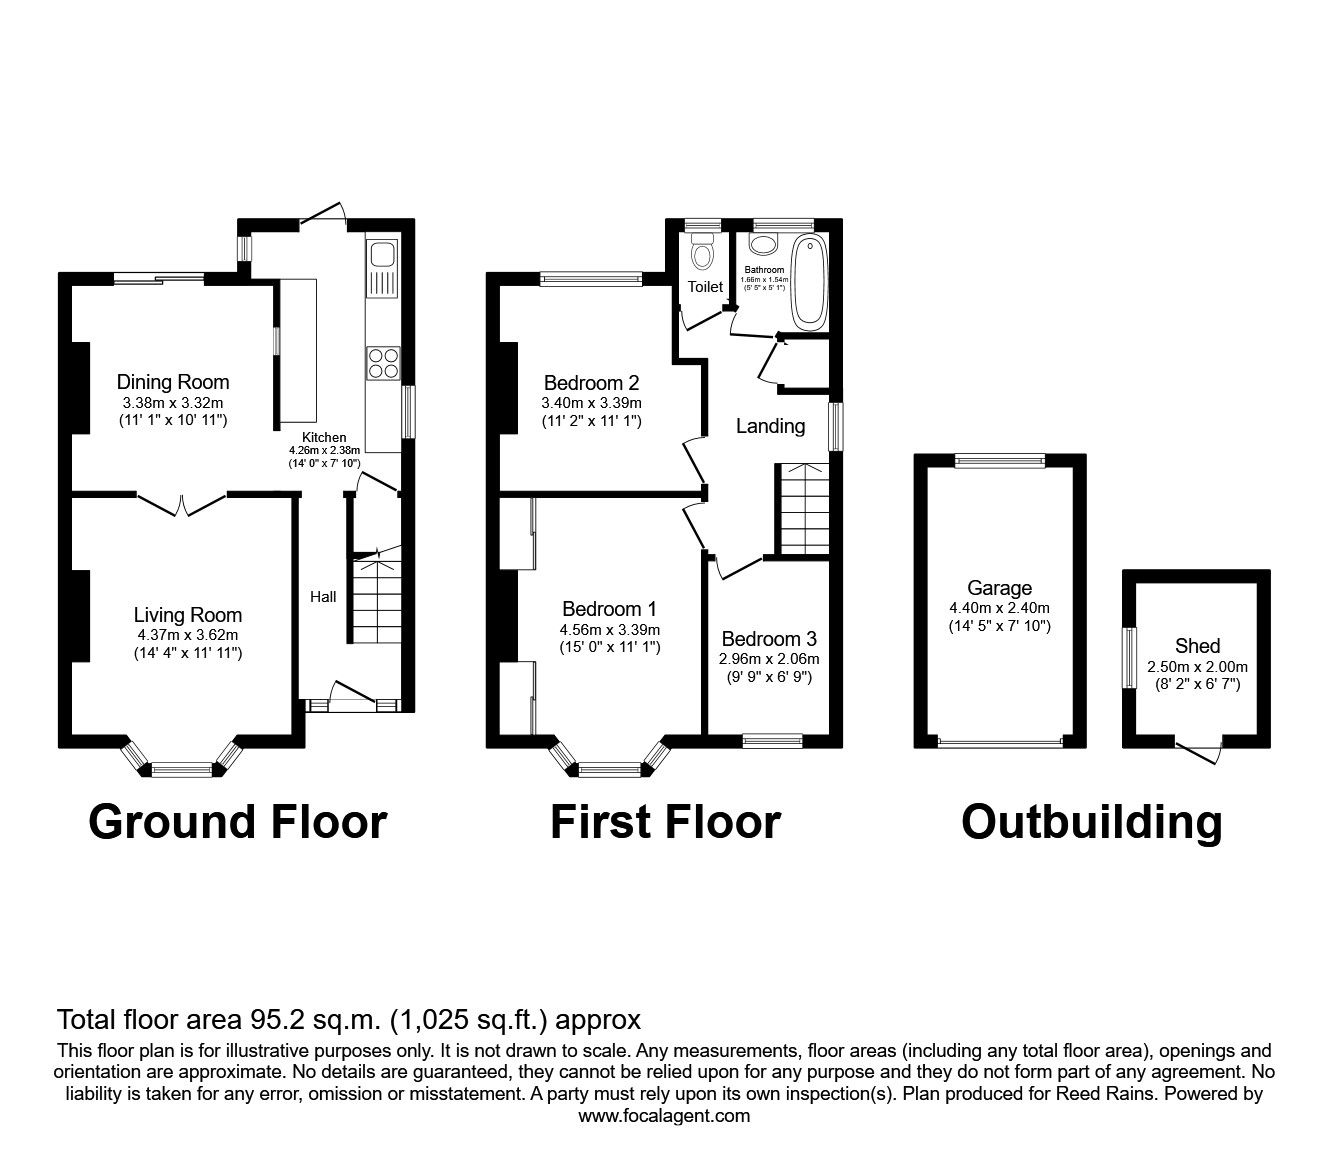 Dining Room
3.38m x 3.32m
(11' 1" x 10' 11")
Kitchen
4.26m x 2.38m
(14' 0" x 7' 10")
Living Room
4.37m x 3.62m
(14' 4" x 11' 11")
Hall
Ground Floor
Toilet
Bathroom
1.66m x 1.54m
(5' 5" x 5' 1")
Bedroom 2
3.40m x 3.39m
(11' 2" x 11' 1")
Landing
Bedroom 1
4.56m x 3.39m
(15' 0" x 11' 1")
Bedroom 3
2.96m x 2.06m
(9' 9" x 6' 9")
First Floor
Garage
4.40m x 2.40m
(14' 5" x 7' 10")
Shed
2.50m x 2.00m
(8' 2" x 6' 7")
Outbuilding
Total floor area 95.2 sq.m. (1,025 sq.ft.) approx
This floor plan is for illustrative purposes only. It is not drawn to scale. Any measurements, floor areas (including any total floor area), openings and
orientation are approximate. No details are guaranteed, they cannot be relied upon for any purpose and they do not form part of any agreement. No
liability is taken for any error, omission or misstatement. A party must rely upon its own inspection(s). Plan produced for Reed Rains. Powered by
www.focalagent.com